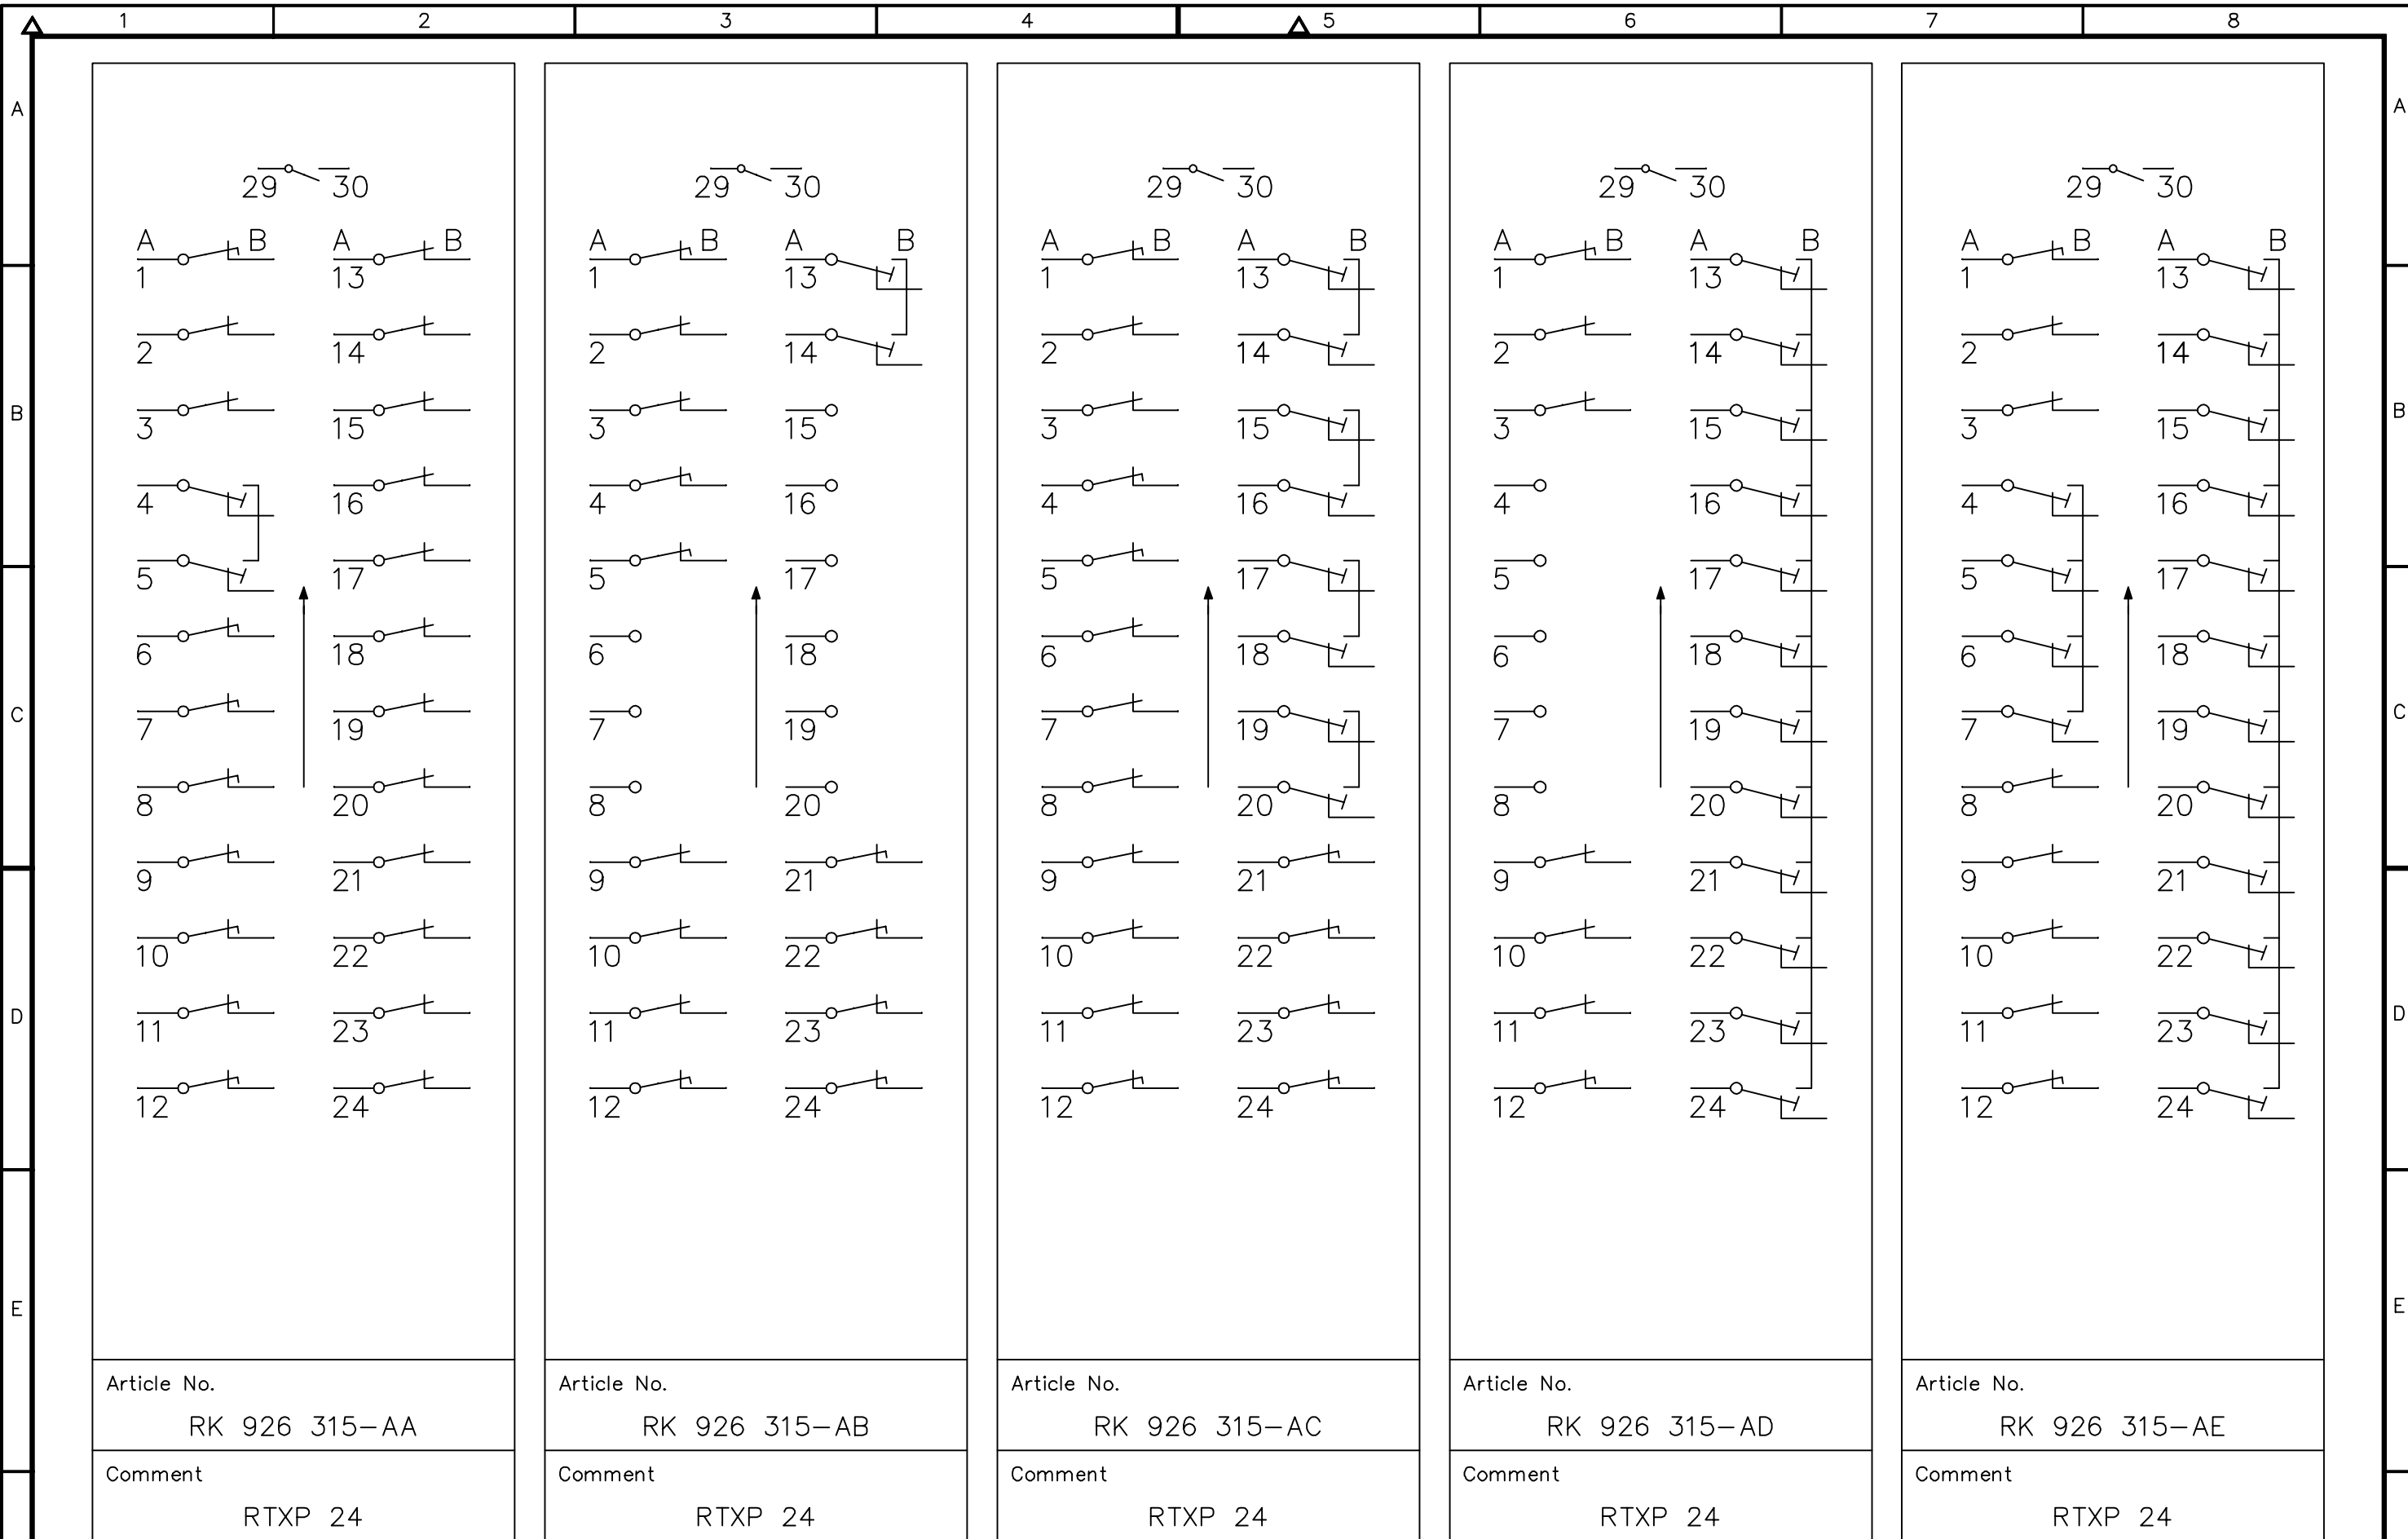 1 2 3 4 5 6 7 8
A A
29 30 29 30 29 30 29 30 29 30
A B A B A B A B A B A B A B A B A B A B
1 13 1 13 1 13 1 13 1 13
2 14 2 14 2 14 2 14 2 14
B B
3 15 3 15 3 15 3 15 3 15
4 16 4 16 4 16 4 16 4 16
5 17 5 17 5 17 5 17 5 17
6 18 6 18 6 18 6 18 6 18
C C
7 19 7 19 7 19 7 19 7 19
8 20 8 20 8 20 8 20 8 20
9 21 9 21 9 21 9 21 9 21
10 22 10 22 10 22 10 22 10 22
D D
11 23 11 23 11 23 11 23 11 23
12 24 12 24 12 24 12 24 12 24
E E
Article No. Article No. Article No. Article No. Article No.
RK 926 315-AA RK 926 315-AB RK 926 315-AC RK 926 315-AD RK 926 315-AE
Comment Comment Comment Comment Comment
RTXP 24 RTXP 24 RTXP 24 RTXP 24 RTXP 24